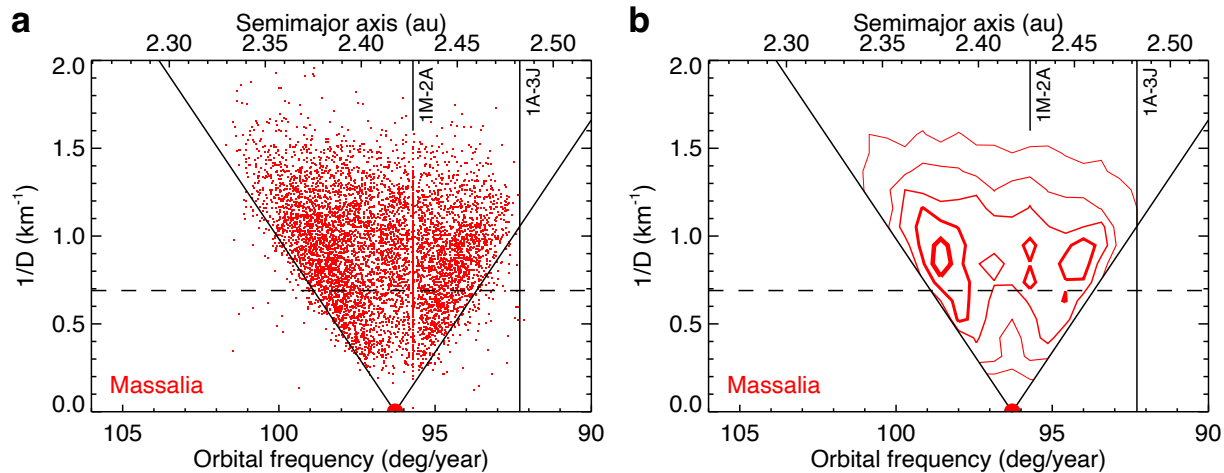 a
Semimajor axis (au)
2.30 2.35 2.40 2.45 2.50
2.0
1.5
1.0
0.5
0.0
1/D (km-1)
1M-2A
1A-3J
Massalia
105 100 95 90
Orbital frequency (deg/year)
b
Semimajor axis (au)
2.30 2.35 2.40 2.45 2.50
2.0
1.5
1.0
0.5
0.0
1/D (km-1)
1M-2A
1A-3J
Massalia
105 100 95 90
Orbital frequency (deg/year)